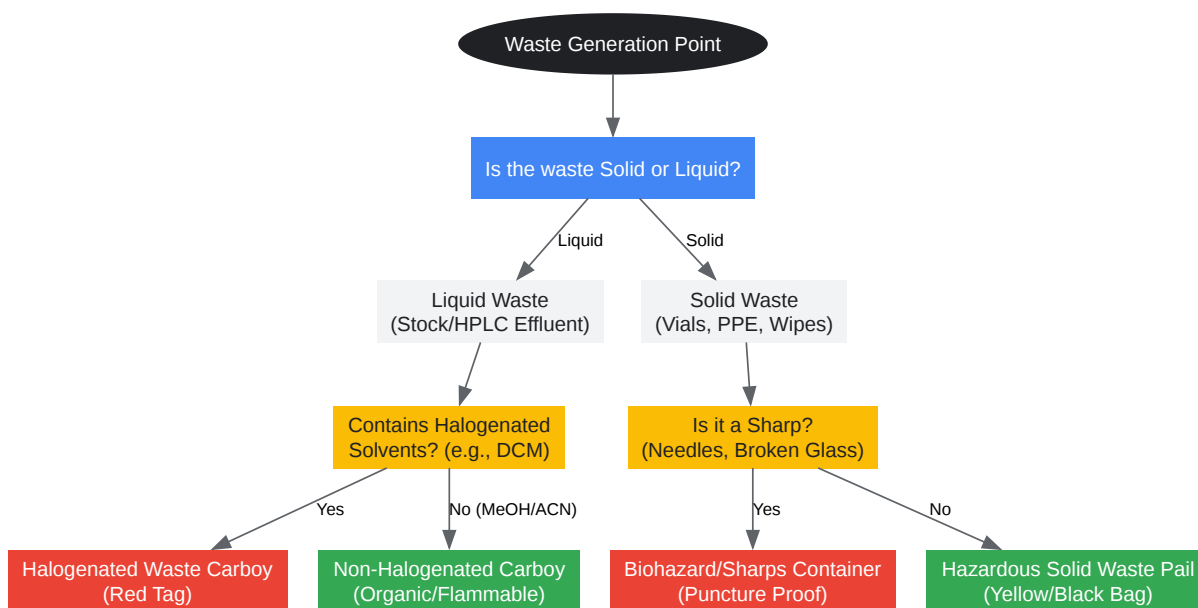 Waste Generation Point
Is the waste Solid or Liquid?
Liquid
Solid
Liquid Waste
(Stock/HPLC Effluent)
Solid Waste
(Vials, PPE, Wipes)
Contains Halogenated
Solvents? (e.g., DCM)
Is it a Sharp?
(Needles, Broken Glass)
Yes
No (MeOH/ACN)
Yes
No
Halogenated Waste Carboy
(Red Tag)
Non-Halogenated Carboy
(Organic/Flammable)
Biohazard/Sharps Container
(Puncture Proof)
Hazardous Solid Waste Pail
(Yellow/Black Bag)